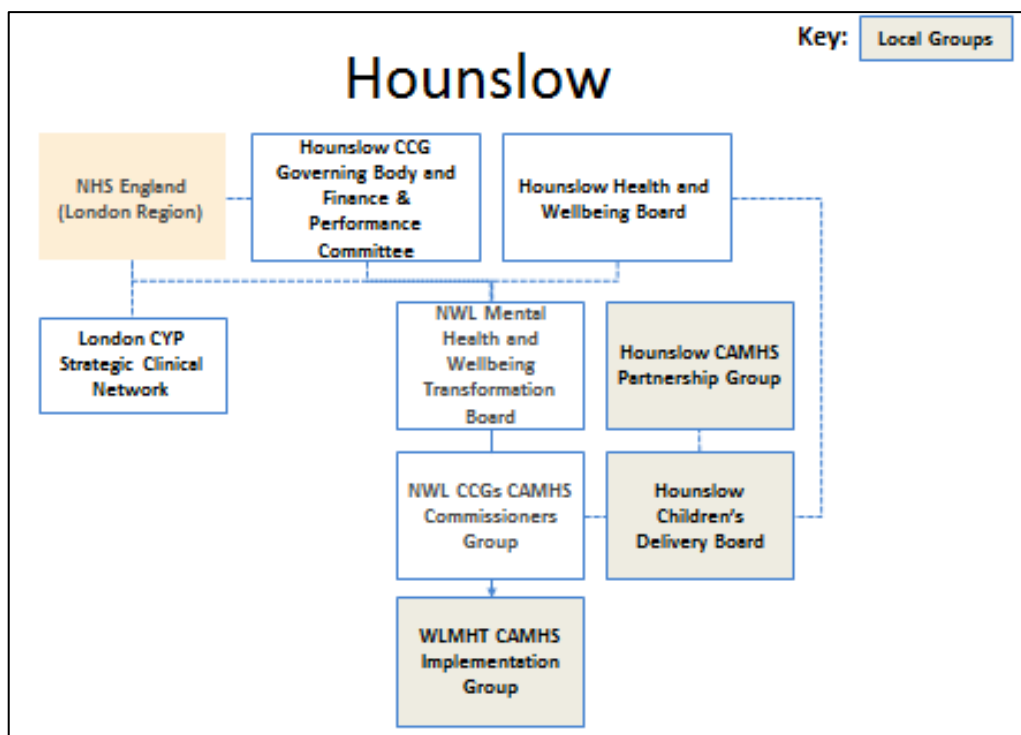 Key:
Local Groups
Hounslow
NHS England
(London Region)
Hounslow CCG
Governing Body and
Finance &
Performance
Committee
Hounslow Health and
Wellbeing Board
London CYP
Strategic Clinical
Network
NWL Mental
Health and
Wellbeing
Transformation
Board
Hounslow CAMHS
Partnership Group
NWL CCGs CAMHS
Commissioners
Group
Hounslow
Children's
Delivery Board
WLMHT CAMHS
Implementation
Group